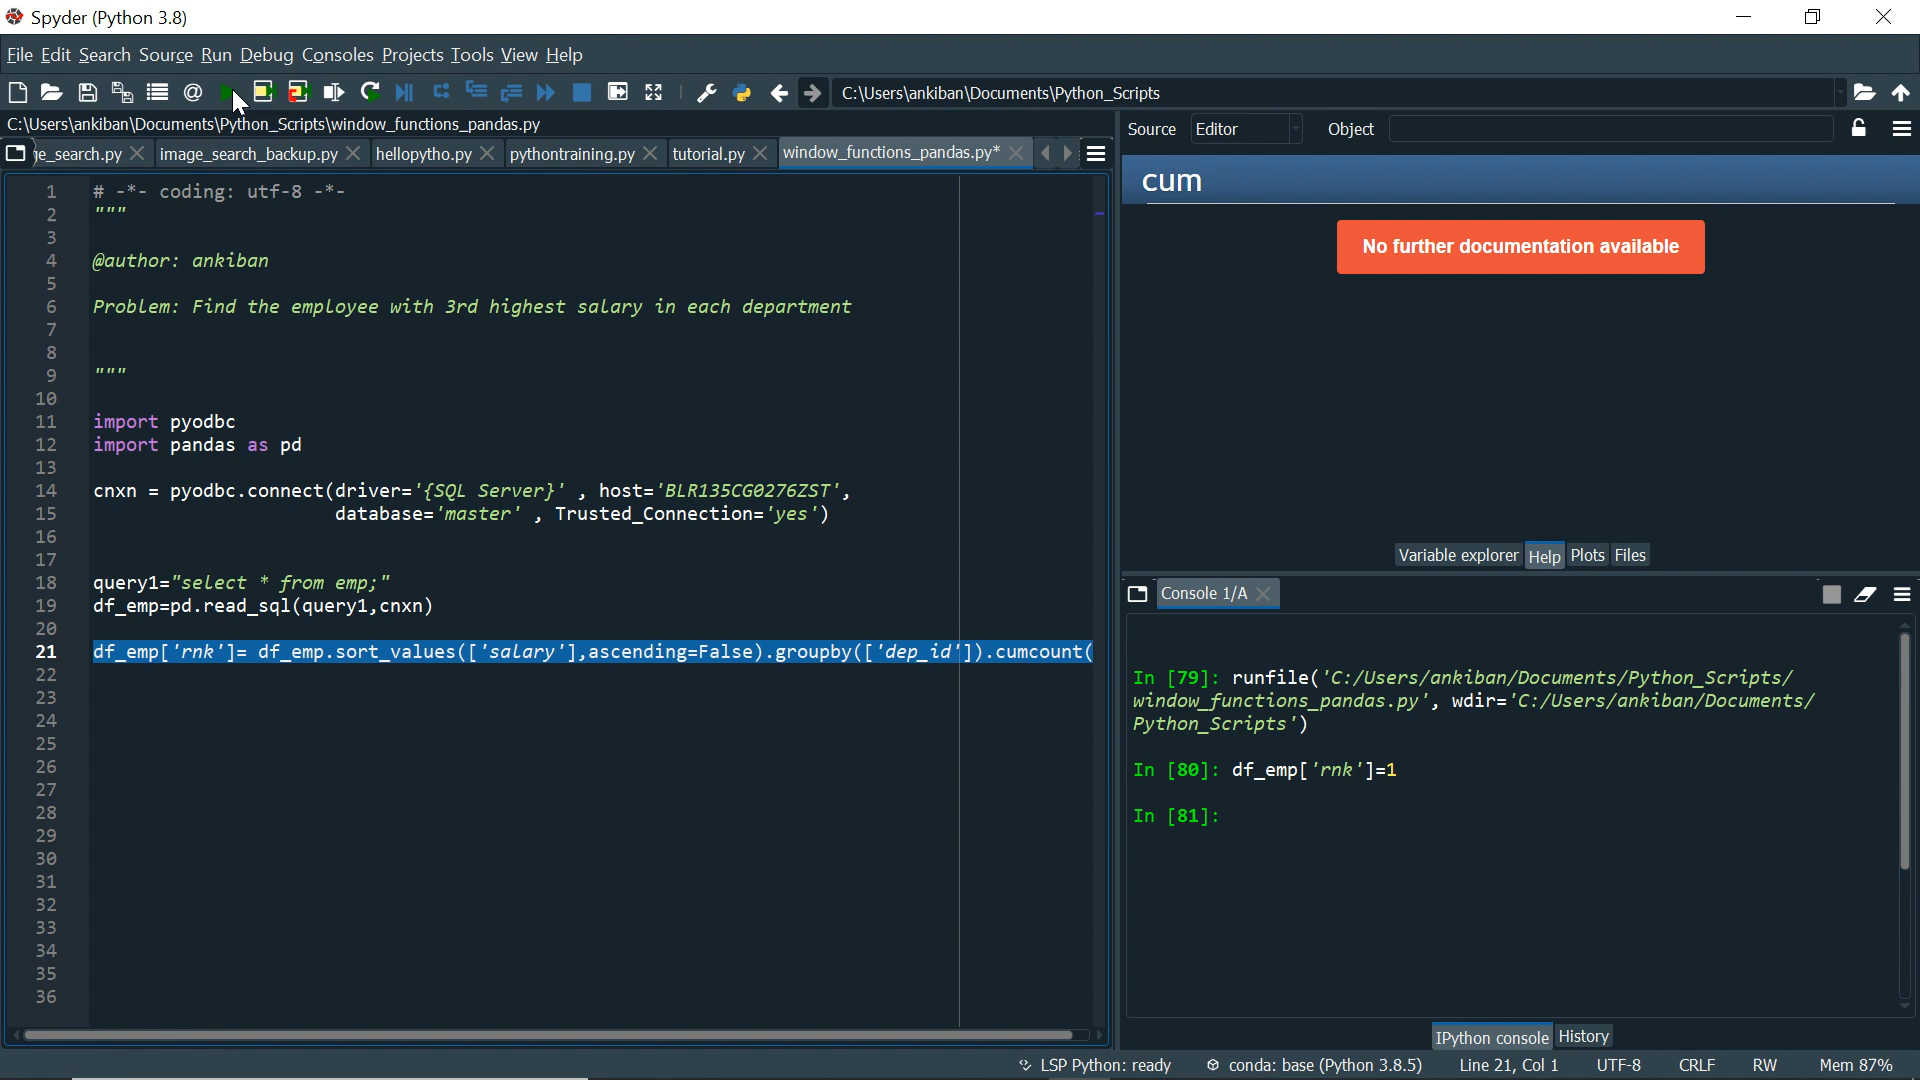 Spyder (Python 3.8)
File Edit Search Source Run Debug Consoles Projects Tools View Help
C:\Users\ankiban\Documents\Python_Scripts
C:\Users\ankiban\Documents\Python_Scripts\window_functions_pandas.py
ge_search.py image_search_backup.py hellopytho.py pythontraining.py tutorial.py window_functions_pandas.py*
1 # -*- coding: utf-8 -*-
2 """
3
4 @author: ankiban
5
6 Problem: Find the employee with 3rd highest salary in each department
7
8
9 """
10
11 import pyodbc
12 import pandas as pd
13
14 cnxn = pyodbc.connect(driver='{SQL Server}' , host='BLR135CG0276ZST',
15 database='master' , Trusted_Connection='yes')
16
17
18 query1="select * from emp;"
19 df_emp=pd.read_sql(query1,cnxn)
20
21 df_emp['rnk']= df_emp.sort_values(['salary'],ascending=False).groupby(['dep_id']).cumcount(
22
23
24
25
26
27
28
29
30
31
32
33
34
35
36
Source Editor Object
cum
No further documentation available
Variable explorer Help Plots Files
Console 1/A
In [79]: runfile('C:/Users/ankiban/Documents/Python_Scripts/
window_functions_pandas.py', wdir='C:/Users/ankiban/Documents/
Python_Scripts')
In [80]: df_emp['rnk']=1
In [81]:
IPython console History
LSP Python: ready conda: base (Python 3.8.5) Line 21, Col 1 UTF-8 CRLF RW Mem 87%